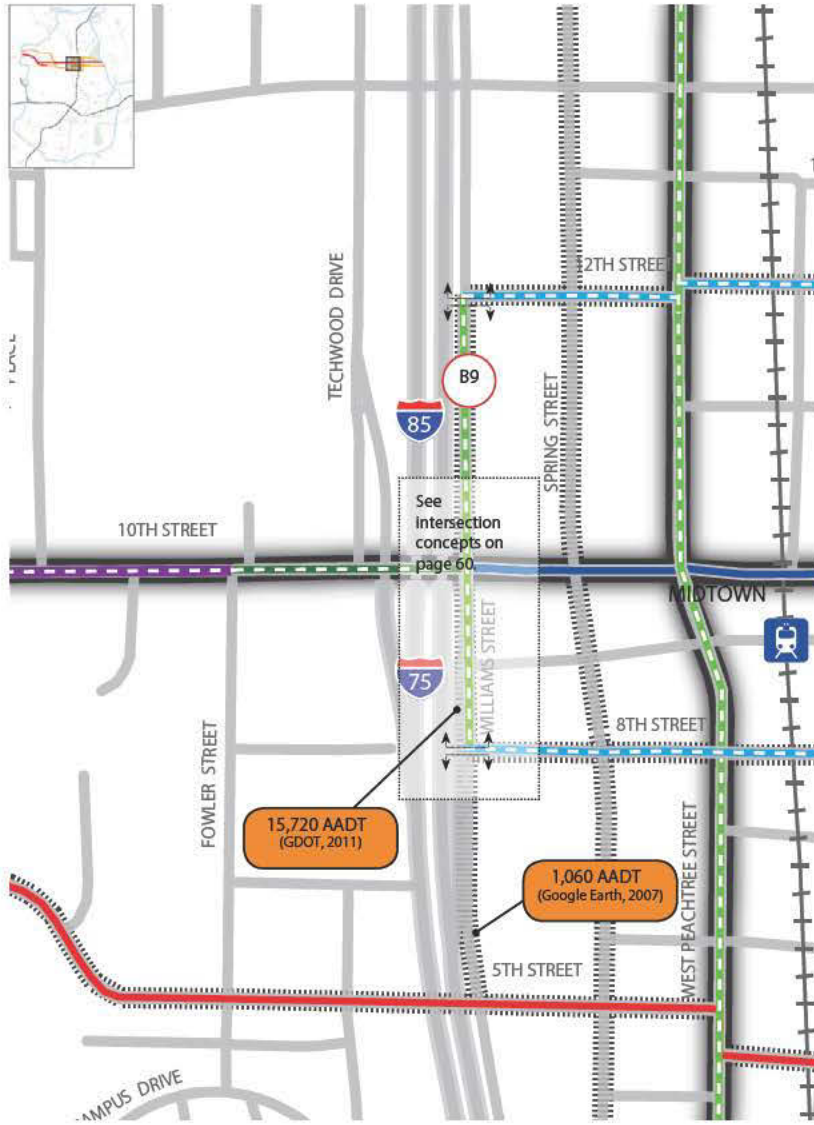 12TH STREET
TECHWOOD DRIVE
B9
85
SPRING STREET
See
intersection
concepts on
page 60.
10TH STREET
MIDTOWN
WILLIAMS STREET
75
8TH STREET
FOWLER STREET
15,720 AADT
(GDOT, 2011)
1,060 AADT
(Google Earth, 2007)
WEST PEACHTREE STREET
5TH STREET
AMPUS DRIVE
PLACE